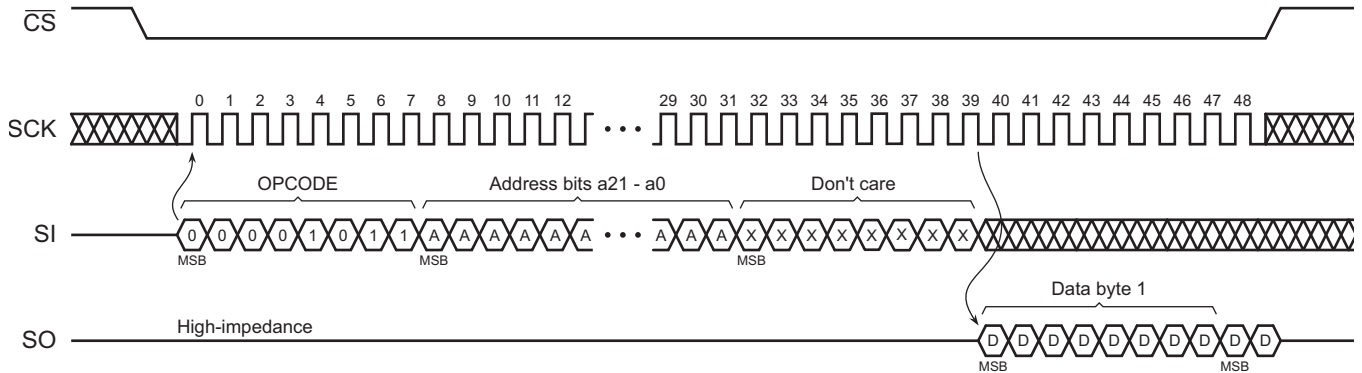 CS
0 1 2 3 4 5 6 7 8 9 10 11 12 29 30 31 32 33 34 35 36 37 38 39 40 41 42 43 44 45 46 47 48
SCK • • •
OPCODE Address bits a21 - a0 Don't care
SI 0 0 0 0 1 0 1 1 A A A A A A • • • A A A X X X X X X X X
MSB MSB MSB
Data byte 1
High-impedance
SO D D D D D D D D D D
MSB MSB